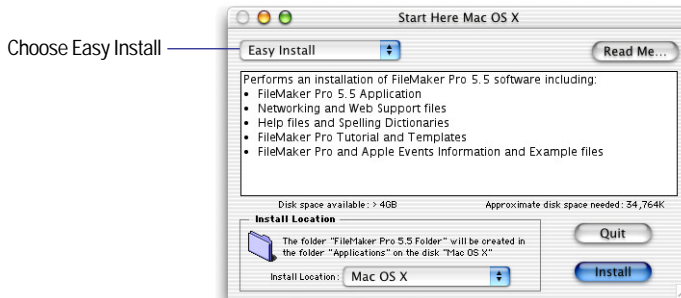 Start Here Mac OS X
Choose Easy Install
Easy Install
Read Me...
Performs an installation of FileMaker Pro 5.5 software including:
• FileMaker Pro 5.5 Application
• Networking and Web Support files
• Help files and Spelling Dictionaries
• FileMaker Pro Tutorial and Templates
• FileMaker Pro and Apple Events Information and Example files
Disk space available: > 4GB
Approximate disk space needed: 34,764K
Install Location
The folder "FileMaker Pro 5.5 Folder" will be created in
the folder "Applications" on the disk "Mac OS X"
Install Location: Mac OS X
Quit
Install